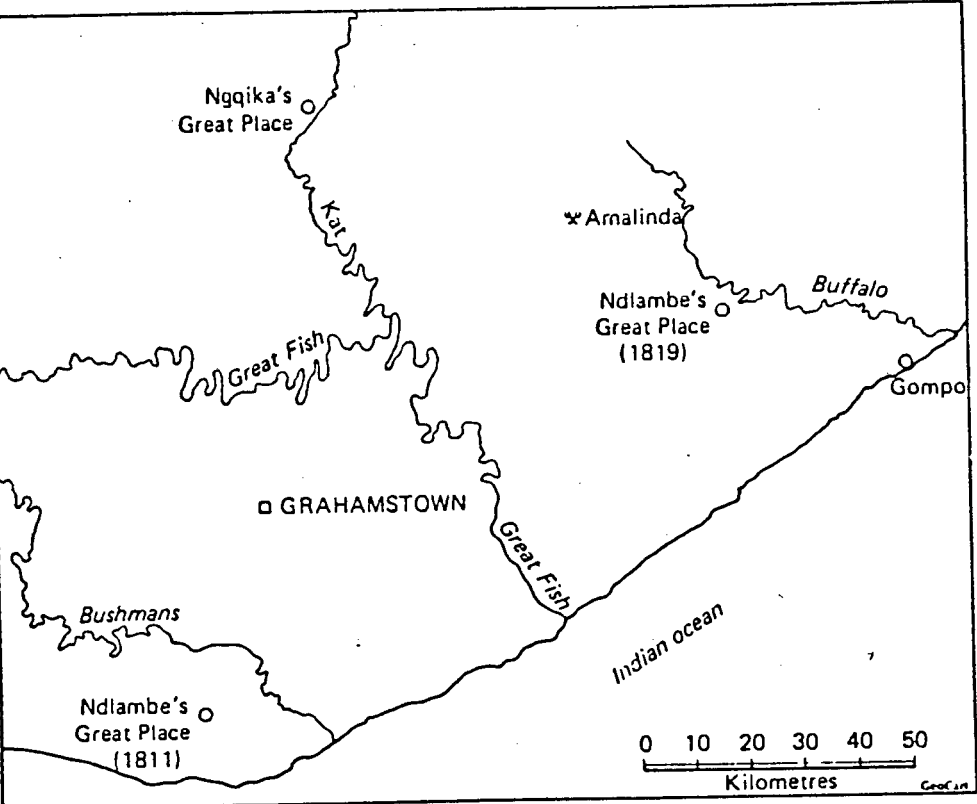 Ngqika's
Great Place
Kat
Amalinda
Buffalo
Ndlambe's
Great Place
(1819)
Great Fish
Gompo
GRAHAMSTOWN
Great Fish
Bushmans
Indian ocean
Ndlambe's
Great Place
(1811)
0 10 20 30 40 50
Kilometres